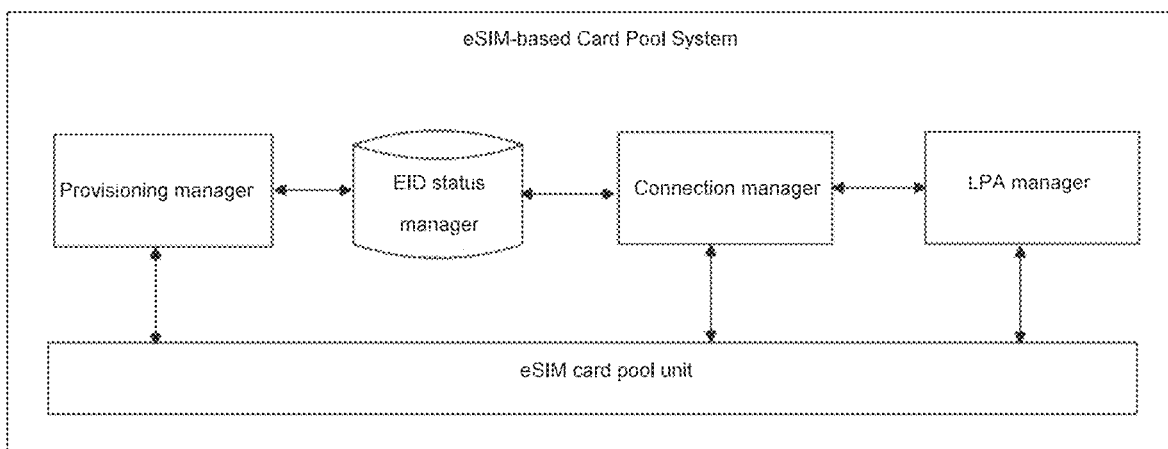 eSIM-based Card Pool System
Provisioning manager
EID status
manager
Connection manager
LPA manager
eSIM card pool unit